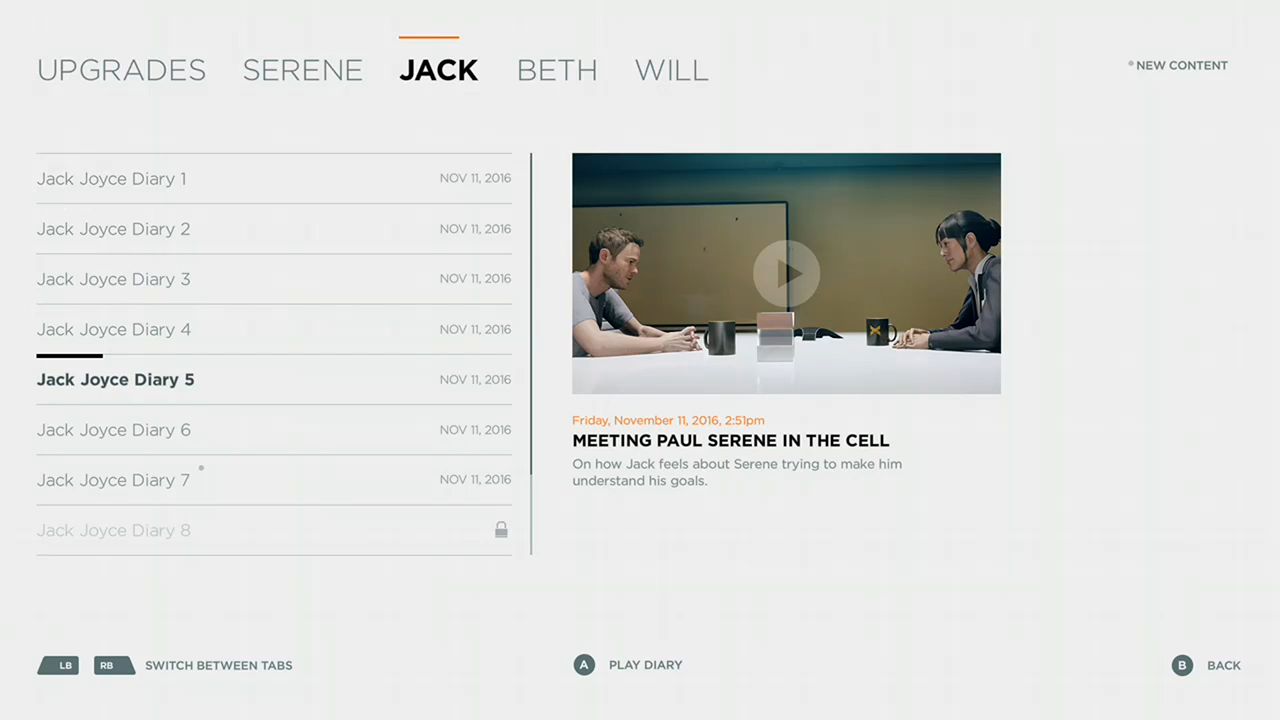 UPGRADES SERENE JACK BETH WILL
NEW CONTENT
Jack Joyce Diary 1 NOV 11, 2016
Jack Joyce Diary 2 NOV 11, 2016
Jack Joyce Diary 3 NOV 11, 2016
Jack Joyce Diary 4 NOV 11, 2016
Jack Joyce Diary 5 NOV 11, 2016
Jack Joyce Diary 6 NOV 11, 2016
Jack Joyce Diary 7 NOV 11, 2016
Jack Joyce Diary 8
Friday, November 11, 2016, 2:51pm
MEETING PAUL SERENE IN THE CELL
On how Jack feels about Serene trying to make him
understand his goals.
LB RB SWITCH BETWEEN TABS
A PLAY DIARY
B BACK